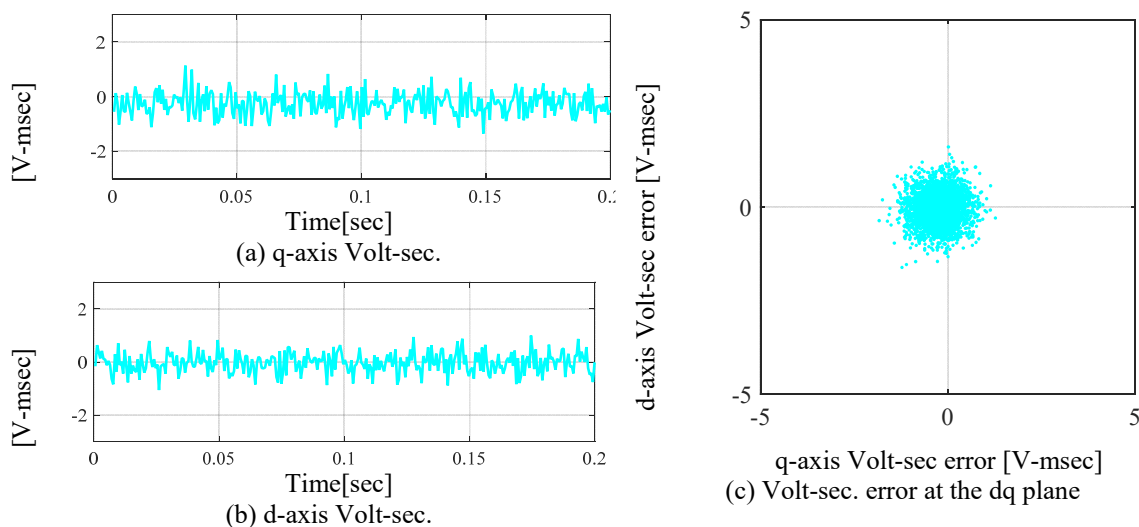 2
0
-2
[V-msec]
0
0.05
0.1
0.15
0.2
Time[sec]
(a) q-axis Volt-sec.
2
0
-2
[V-msec]
0
0.05
0.1
0.15
0.2
Time[sec]
(b) d-axis Volt-sec.
5
0
-5
d-axis Volt-sec error [V-msec]
-5
0
5
q-axis Volt-sec error [V-msec]
(c) Volt-sec. error at the dq plane